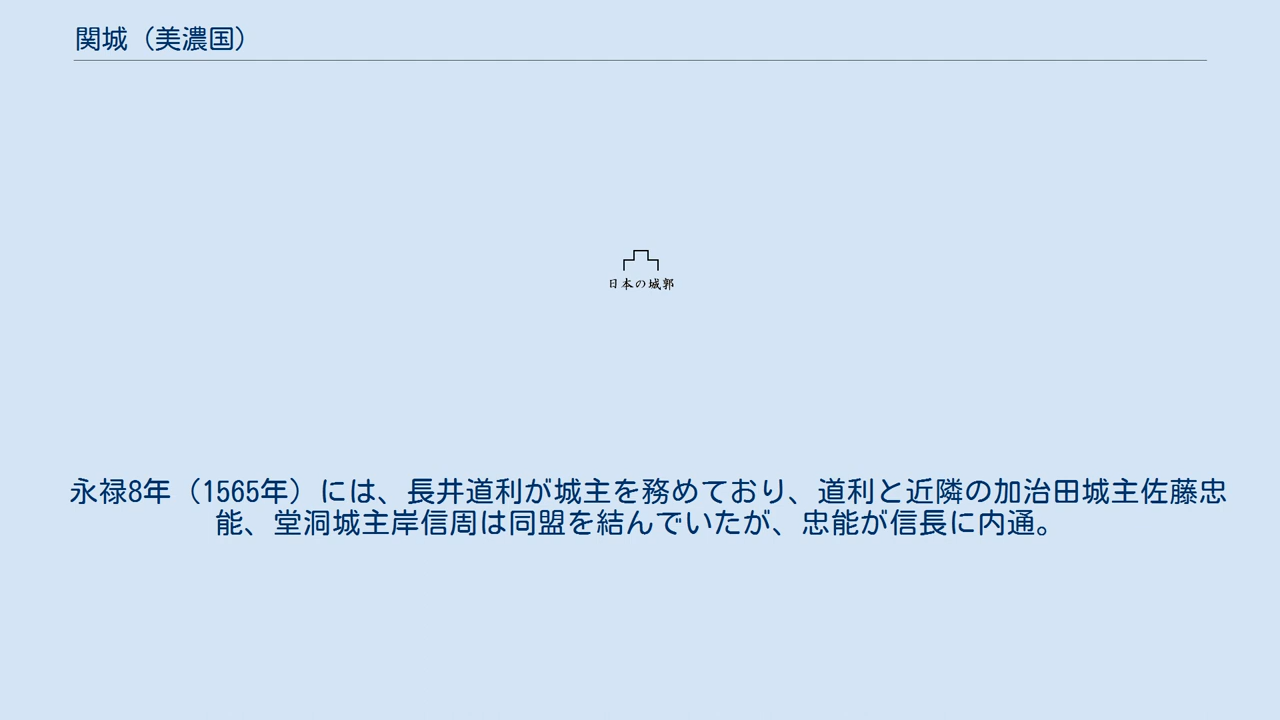 関城（美濃国）
日本の城郭
永禄8年（1565年）には、長井道利が城主を務めており、道利と近隣の加治田城主佐藤忠
能、堂洞城主岸信周は同盟を結んでいたが、忠能が信長に内通。